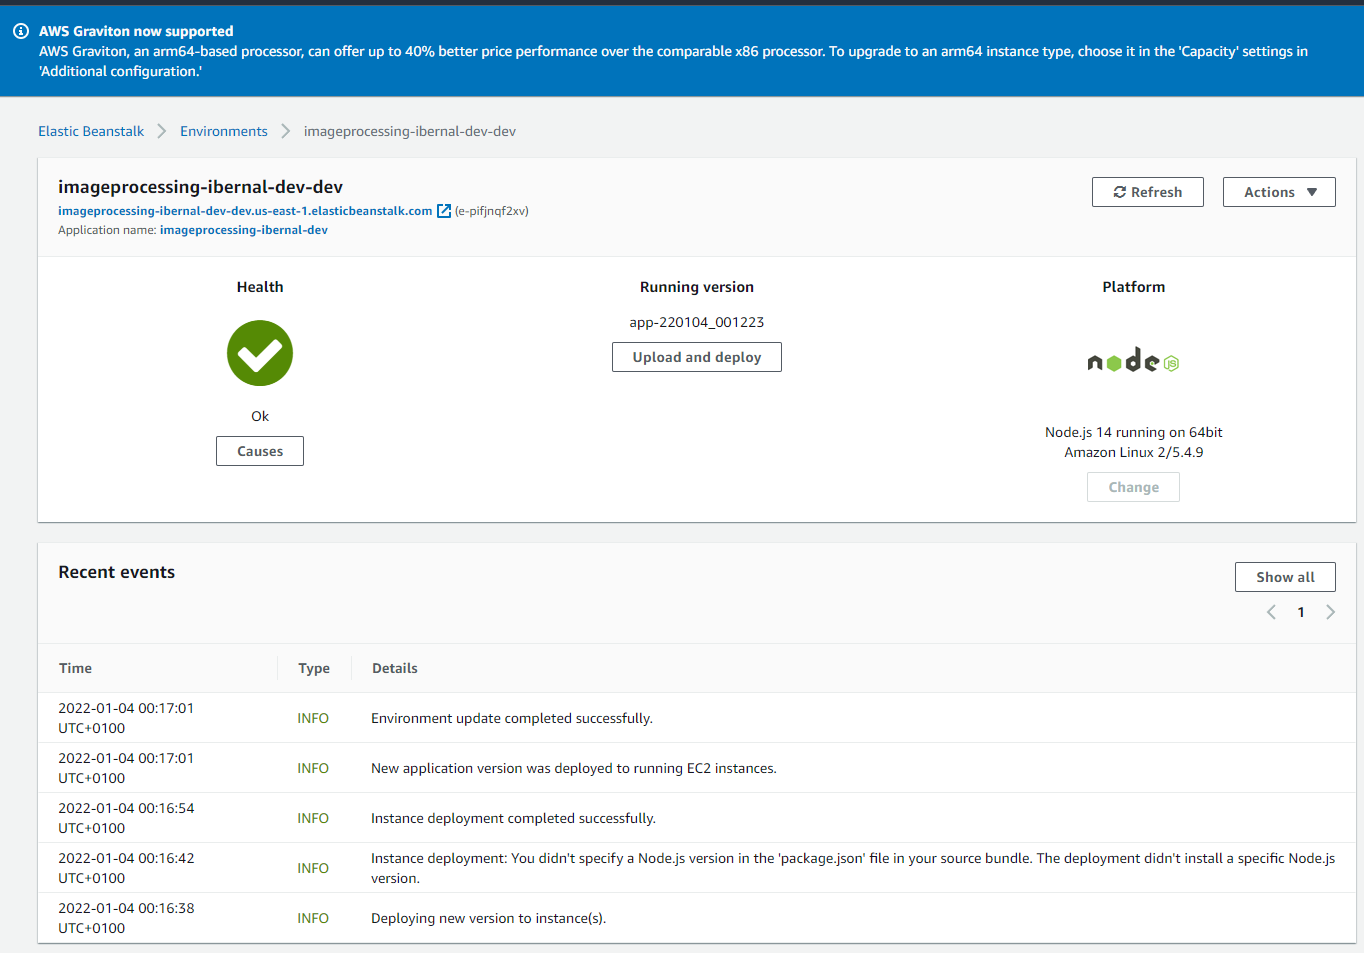 AWS Graviton now supported
AWS Graviton, an arm64-based processor, can offer up to 40% better price performance over the comparable x86 processor. To upgrade to an arm64 instance type, choose it in the 'Capacity' settings in
'Additional configuration.'
Elastic Beanstalk > Environments > imageprocessing-ibernal-dev-dev
imageprocessing-ibernal-dev-dev
Refresh
Actions
imageprocessing-ibernal-dev-dev.us-east-1.elasticbeanstalk.com (e-pifjnqf2xv)
Application name: imageprocessing-ibernal-dev
Health
Ok
Causes
Running version
app-220104_001223
Upload and deploy
Platform
node JS
Node.js 14 running on 64bit
Amazon Linux 2/5.4.9
Change
Recent events
Show all
1
Time Type Details
2022-01-04 00:17:01
UTC+0100
INFO
Environment update completed successfully.
2022-01-04 00:17:01
UTC+0100
INFO
New application version was deployed to running EC2 instances.
2022-01-04 00:16:54
UTC+0100
INFO
Instance deployment completed successfully.
2022-01-04 00:16:42
UTC+0100
INFO
Instance deployment: You didn't specify a Node.js version in the 'package.json' file in your source bundle. The deployment didn't install a specific Node.js
version.
2022-01-04 00:16:38
UTC+0100
INFO
Deploying new version to instance(s).